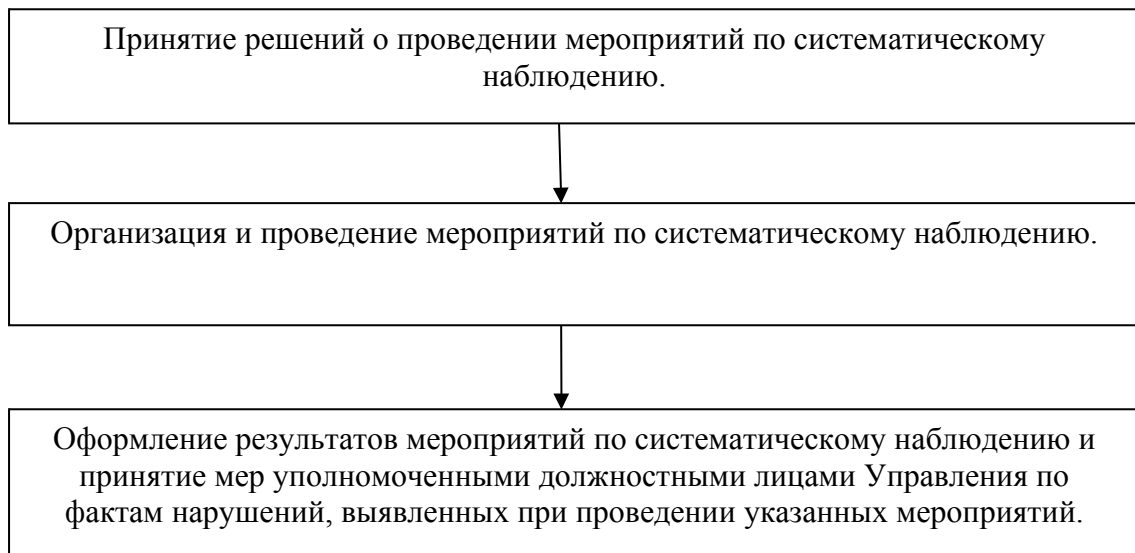 Принятие решений о проведении мероприятий по систематическому
наблюдению.
Организация и проведение мероприятий по систематическому наблюдению.
Оформление результатов мероприятий по систематическому наблюдению и
принятие мер уполномоченными должностными лицами Управления по
фактам нарушений, выявленных при проведении указанных мероприятий.